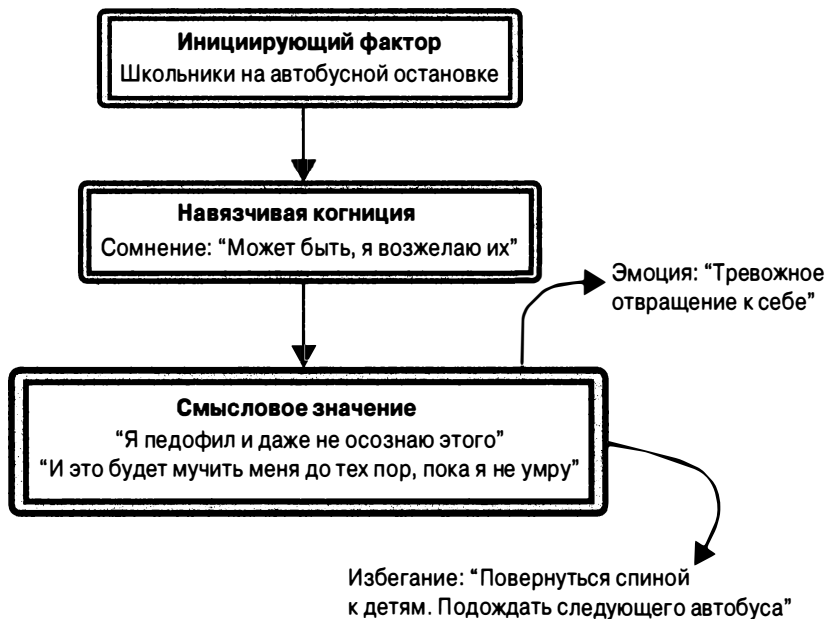 Инициирующий фактор
Школьники на автобусной остановке
Навязчивая когниция
Сомнение: “Может быть, я возжелаю их”
Эмоция: “Тревожное
отвращение к себе”
Смысловое значение
“Я педофил и даже не осознаю этого”
“И это будет мучить меня до тех пор, пока я не умру”
Избегание: “Повернуться спиной
к детям. Подождать следующего автобуса”